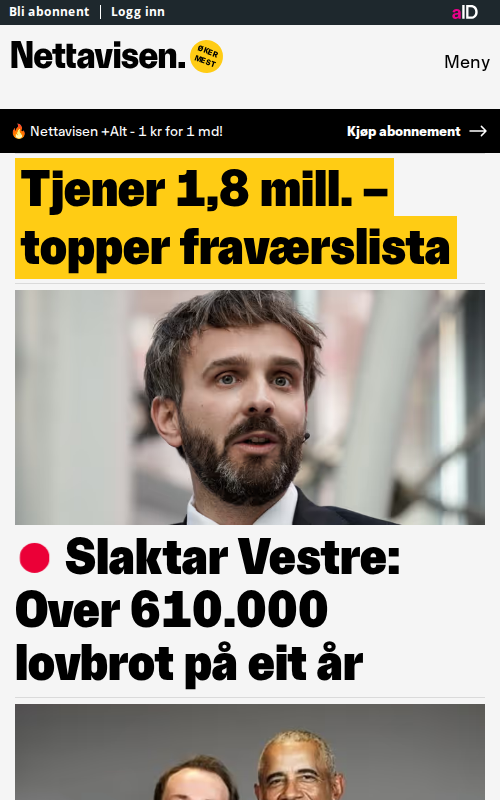 Bli abonnent | Logg inn
aID
Nettavisen.
ØKER
MEST
Meny
🔥 Nettavisen +Alt - 1 kr for 1 md!
Kjøp abonnement →
Tjener 1,8 mill. –
topper fraværslista
Slaktar Vestre:
Over 610.000
lovbrot på eit år